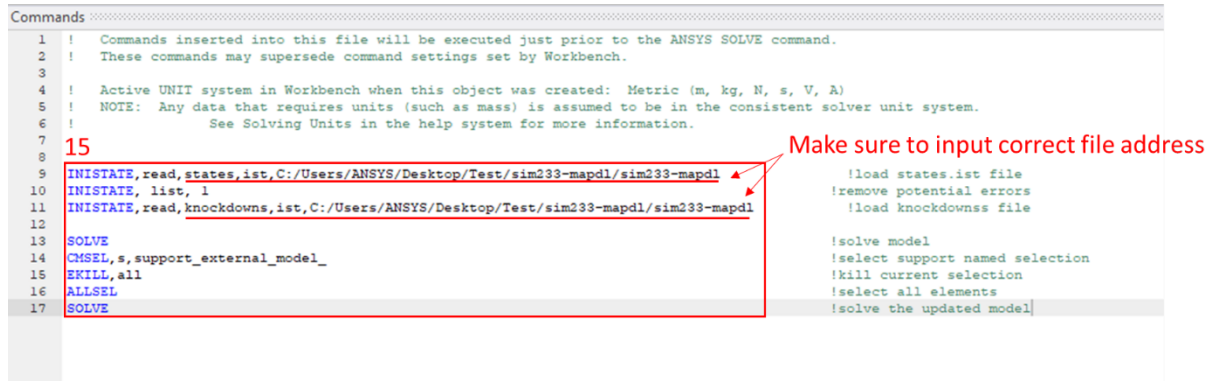 Commands
1 ! Commands inserted into this file will be executed just prior to the ANSYS SOLVE command.
2 ! These commands may supersede command settings set by Workbench.
3
4 ! Active UNIT system in Workbench when this object was created: Metric (m, kg, N, s, V, A)
5 ! NOTE: Any data that requires units (such as mass) is assumed to be in the consistent solver unit system.
6 ! See Solving Units in the help system for more information.
7
15 Make sure to input correct file address
8
9 INISTATE,read,states,ist,C:/Users/ANSYS/Desktop/Test/sim233-mapdl/sim233-mapdl !load states.ist file
10 INISTATE, list, 1 !remove potential errors
11 INISTATE,read,knockdowns,ist,C:/Users/ANSYS/Desktop/Test/sim233-mapdl/sim233-mapdl !load knockdownss file
12
13 SOLVE !solve model
14 CMSEL,s,support_external_model_ !select support named selection
15 EKILL,all !kill current selection
16 ALLSEL !select all elements
17 SOLVE !solve the updated model